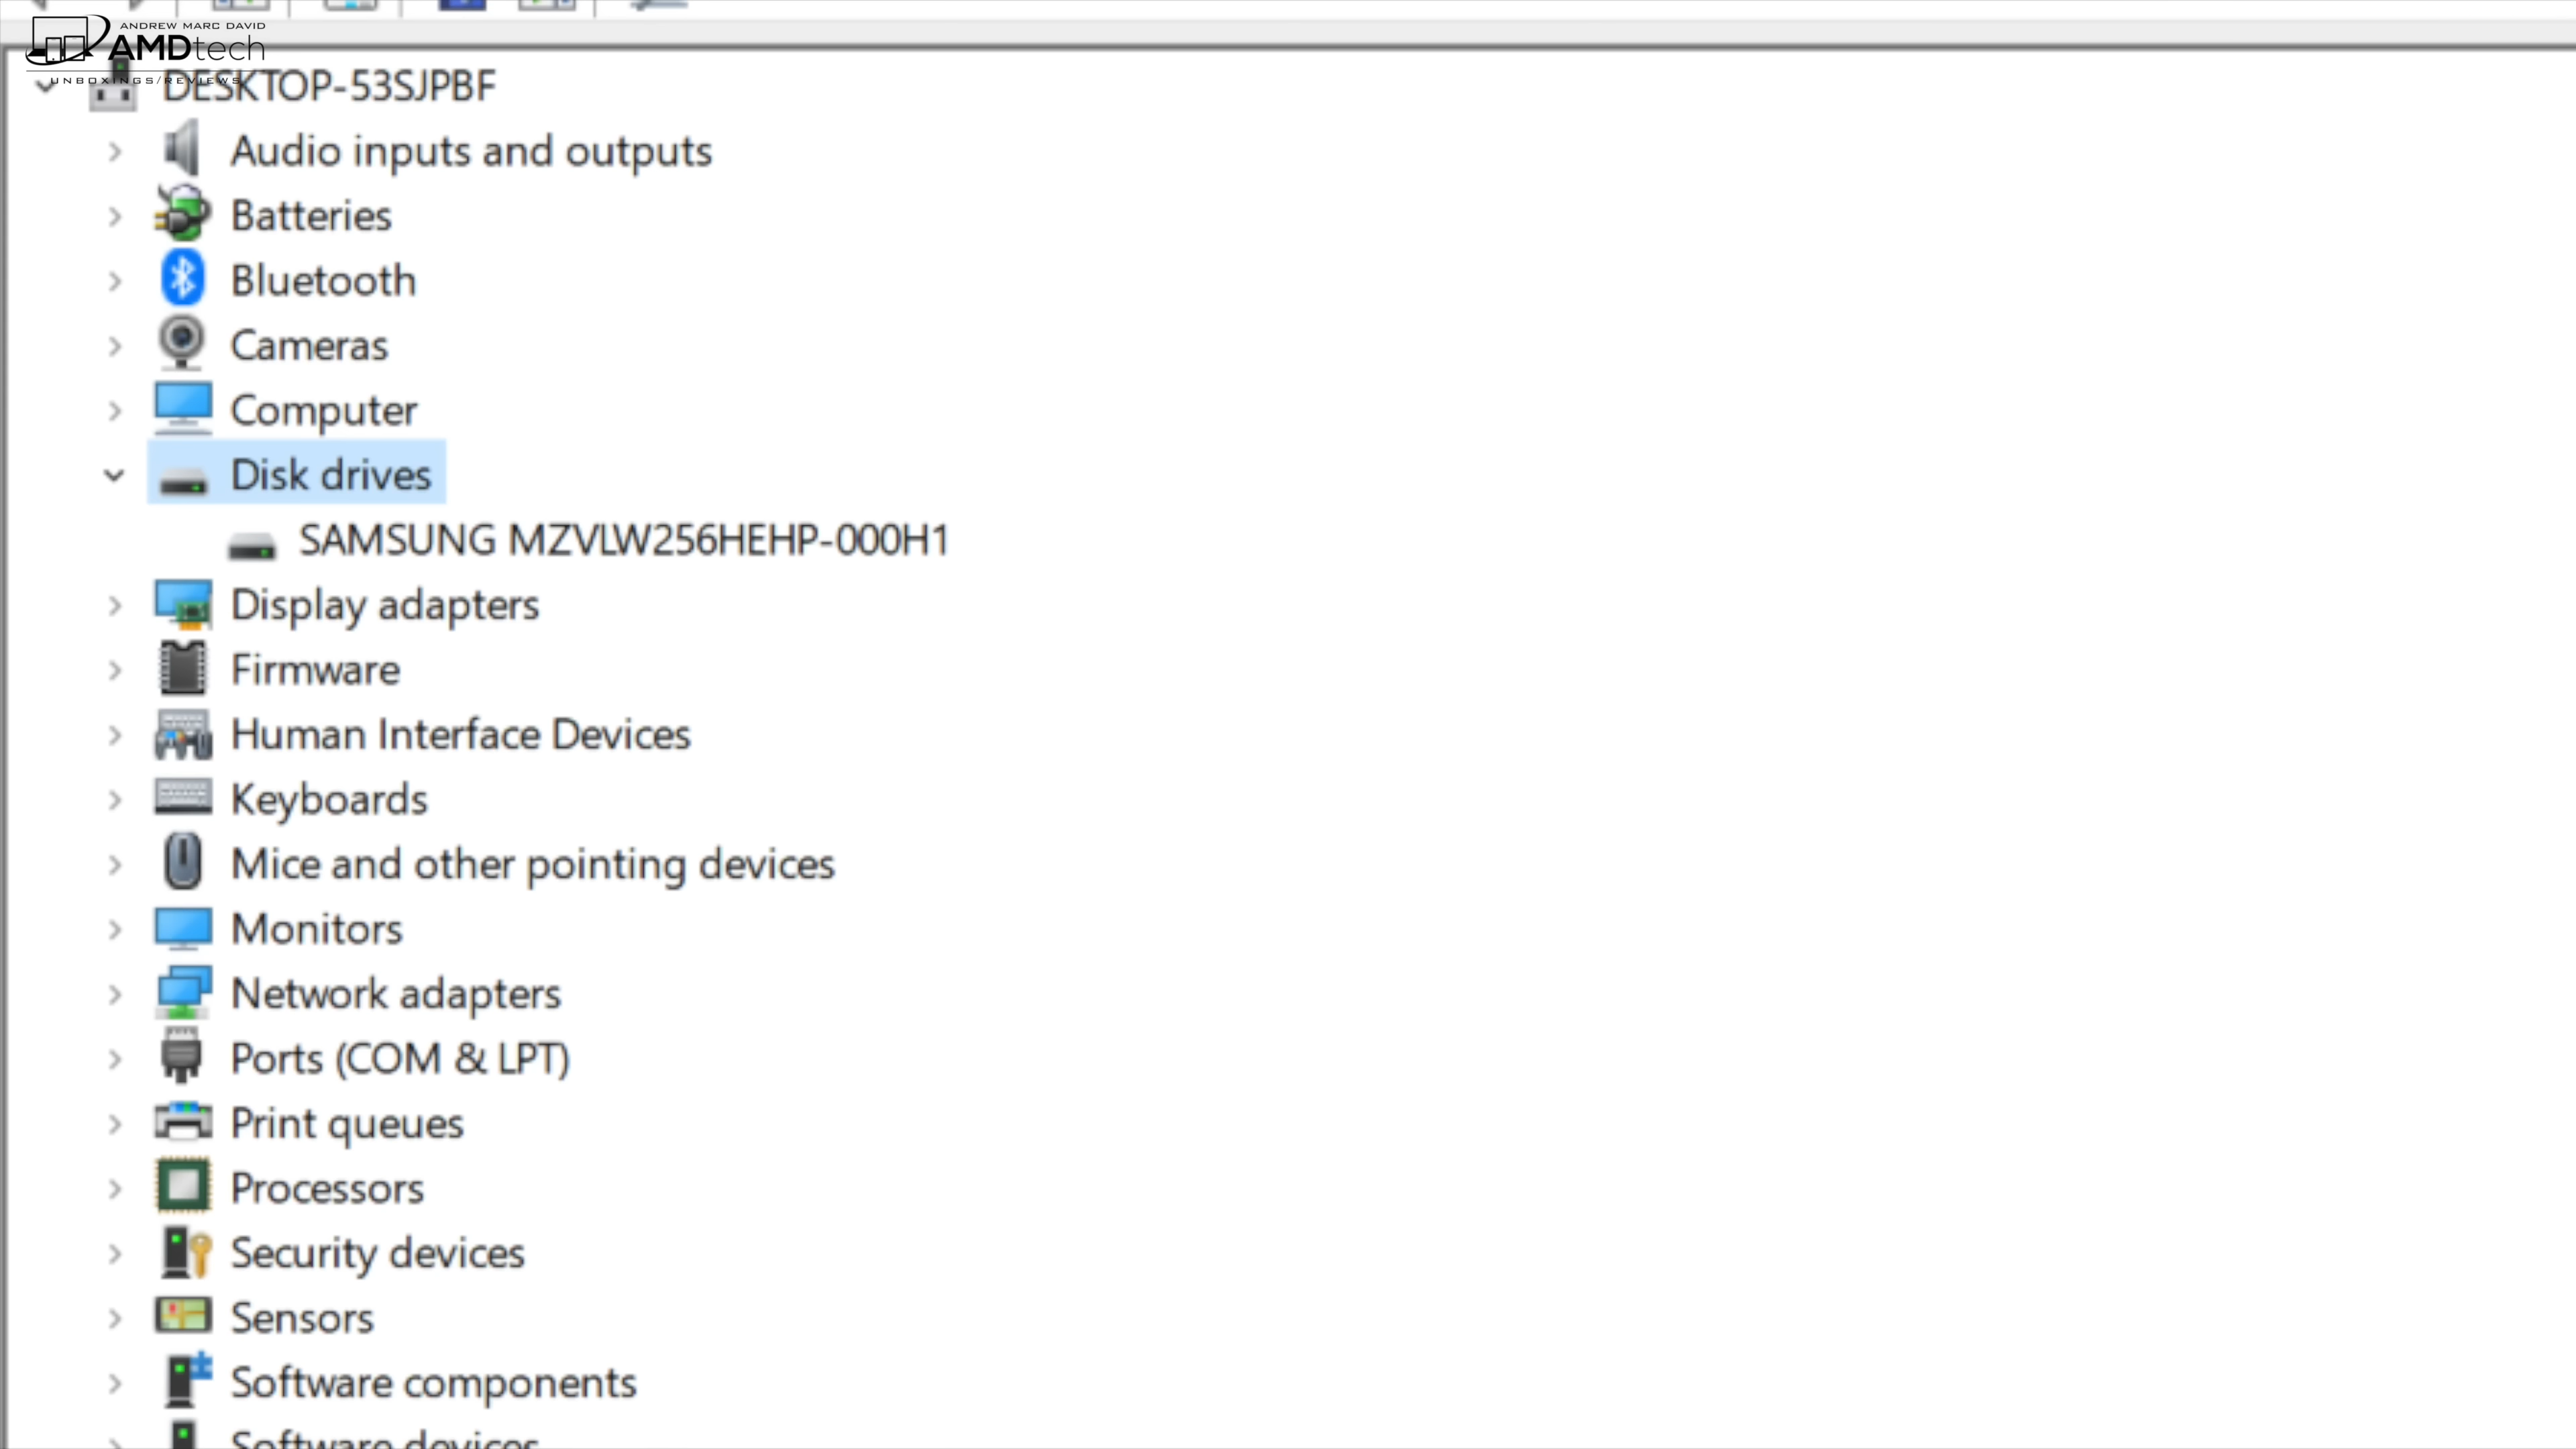 ANDREW MARC DAVID
AMDtech
UNBOXINGS/REVIEWS
DESKTOP-53SJPBF
Audio inputs and outputs
Batteries
Bluetooth
Cameras
Computer
Disk drives
SAMSUNG MZVLW256HEHP-000H1
Display adapters
Firmware
Human Interface Devices
Keyboards
Mice and other pointing devices
Monitors
Network adapters
Ports (COM & LPT)
Print queues
Processors
Security devices
Sensors
Software components
Software devices